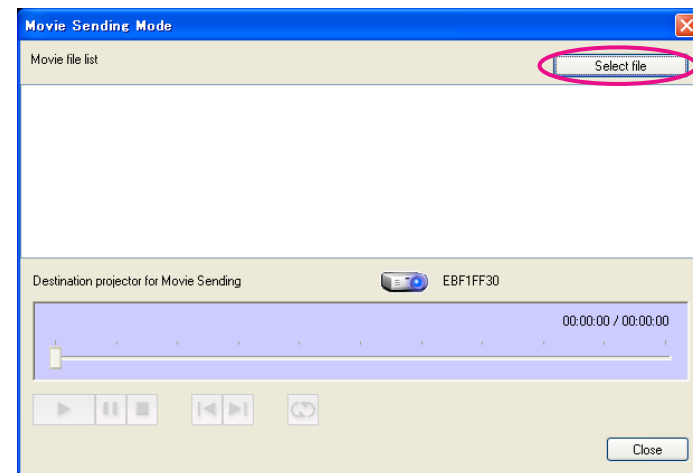 Movie Sending Mode
Movie file list
Select file
Destination projector for Movie Sending
EBF1FF30
00:00:00 / 00:00:00
Close